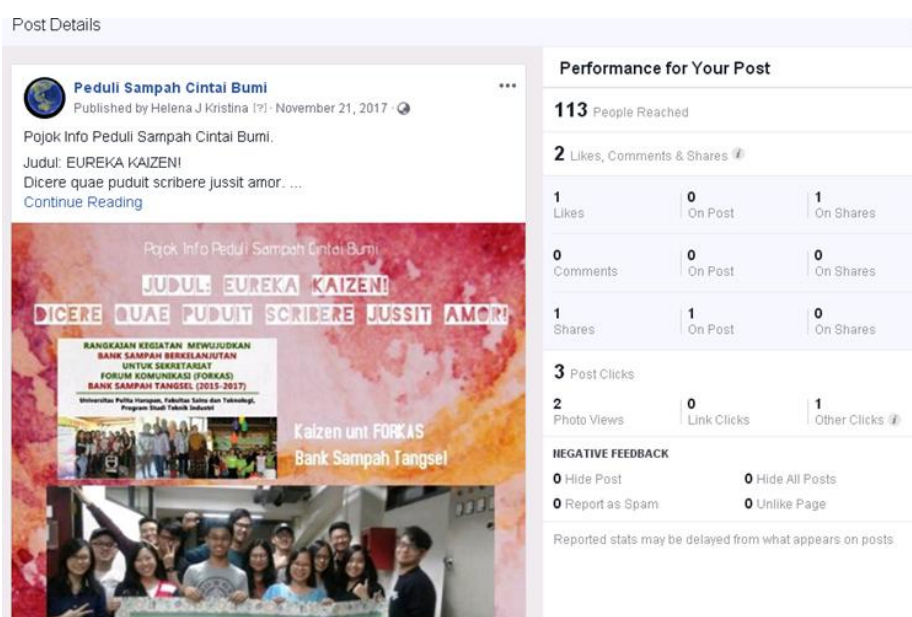 Post Details
Peduli Sampah Cintai Bumi
Published by Helena J Kristina [?] · November 21, 2017 ·
Pojok Info Peduli Sampah Cintai Bumi.
Judul: EUREKA KAIZEN!
Dicere quae puduit scribere jussit amor. ...
Continue Reading
Pojok Info Peduli Sampah Cintai Bumi
JUDUL: EUREKA KAIZEN!
DICERE QUAE PUDUIT SCRIBERE JUSSIT AMOR!
RANGKAIAN KEGIATAN MEWUJUDKAN
BANK SAMPAH BERKELANJUTAN
UNTUK SEKRETARIAT
FORUM KOMUNIKASI (FORKAS)
BANK SAMPAH TANGSEL (2015-2017)
Universitas Pelita Harapan, Fakultas Sains dan Teknologi,
Program Studi Teknik Industri
Kaizen unt FORKAS
Bank Sampah Tangsel
Performance for Your Post
113 People Reached
2 Likes, Comments & Shares
1 0 1
Likes On Post On Shares
0 0 0
Comments On Post On Shares
1 1 0
Shares On Post On Shares
3 Post Clicks
2 0 1
Photo Views Link Clicks Other Clicks
NEGATIVE FEEDBACK
0 Hide Post 0 Hide All Posts
0 Report as Spam 0 Unlike Page
Reported stats may be delayed from what appears on posts